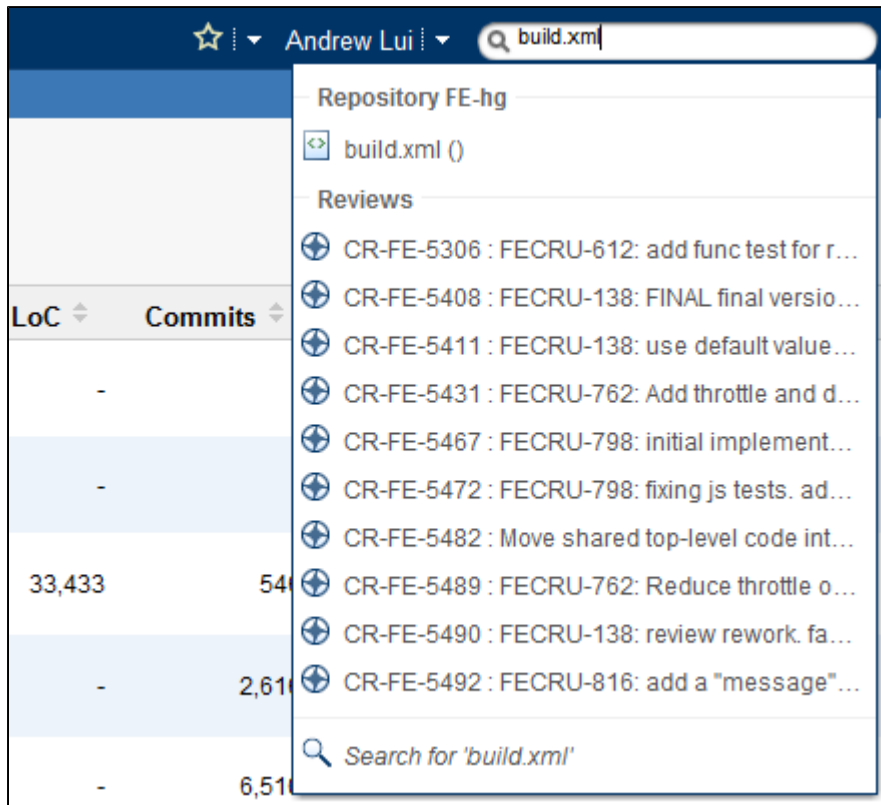 Andrew Lui
build.xml
Repository FE-hg
build.xml ()
Reviews
CR-FE-5306 : FECRU-612: add func test for r...
CR-FE-5408 : FECRU-138: FINAL final versio...
LoC Commits
CR-FE-5411 : FECRU-138: use default value...
-
CR-FE-5431 : FECRU-762: Add throttle and d...
CR-FE-5467 : FECRU-798: initial implement...
-
CR-FE-5472 : FECRU-798: fixing js tests. ad...
CR-FE-5482 : Move shared top-level code int...
33,433
CR-FE-5489 : FECRU-762: Reduce throttle o...
CR-FE-5490 : FECRU-138: review rework. fa...
-
CR-FE-5492 : FECRU-816: add a "message"...
Search for 'build.xml'
-